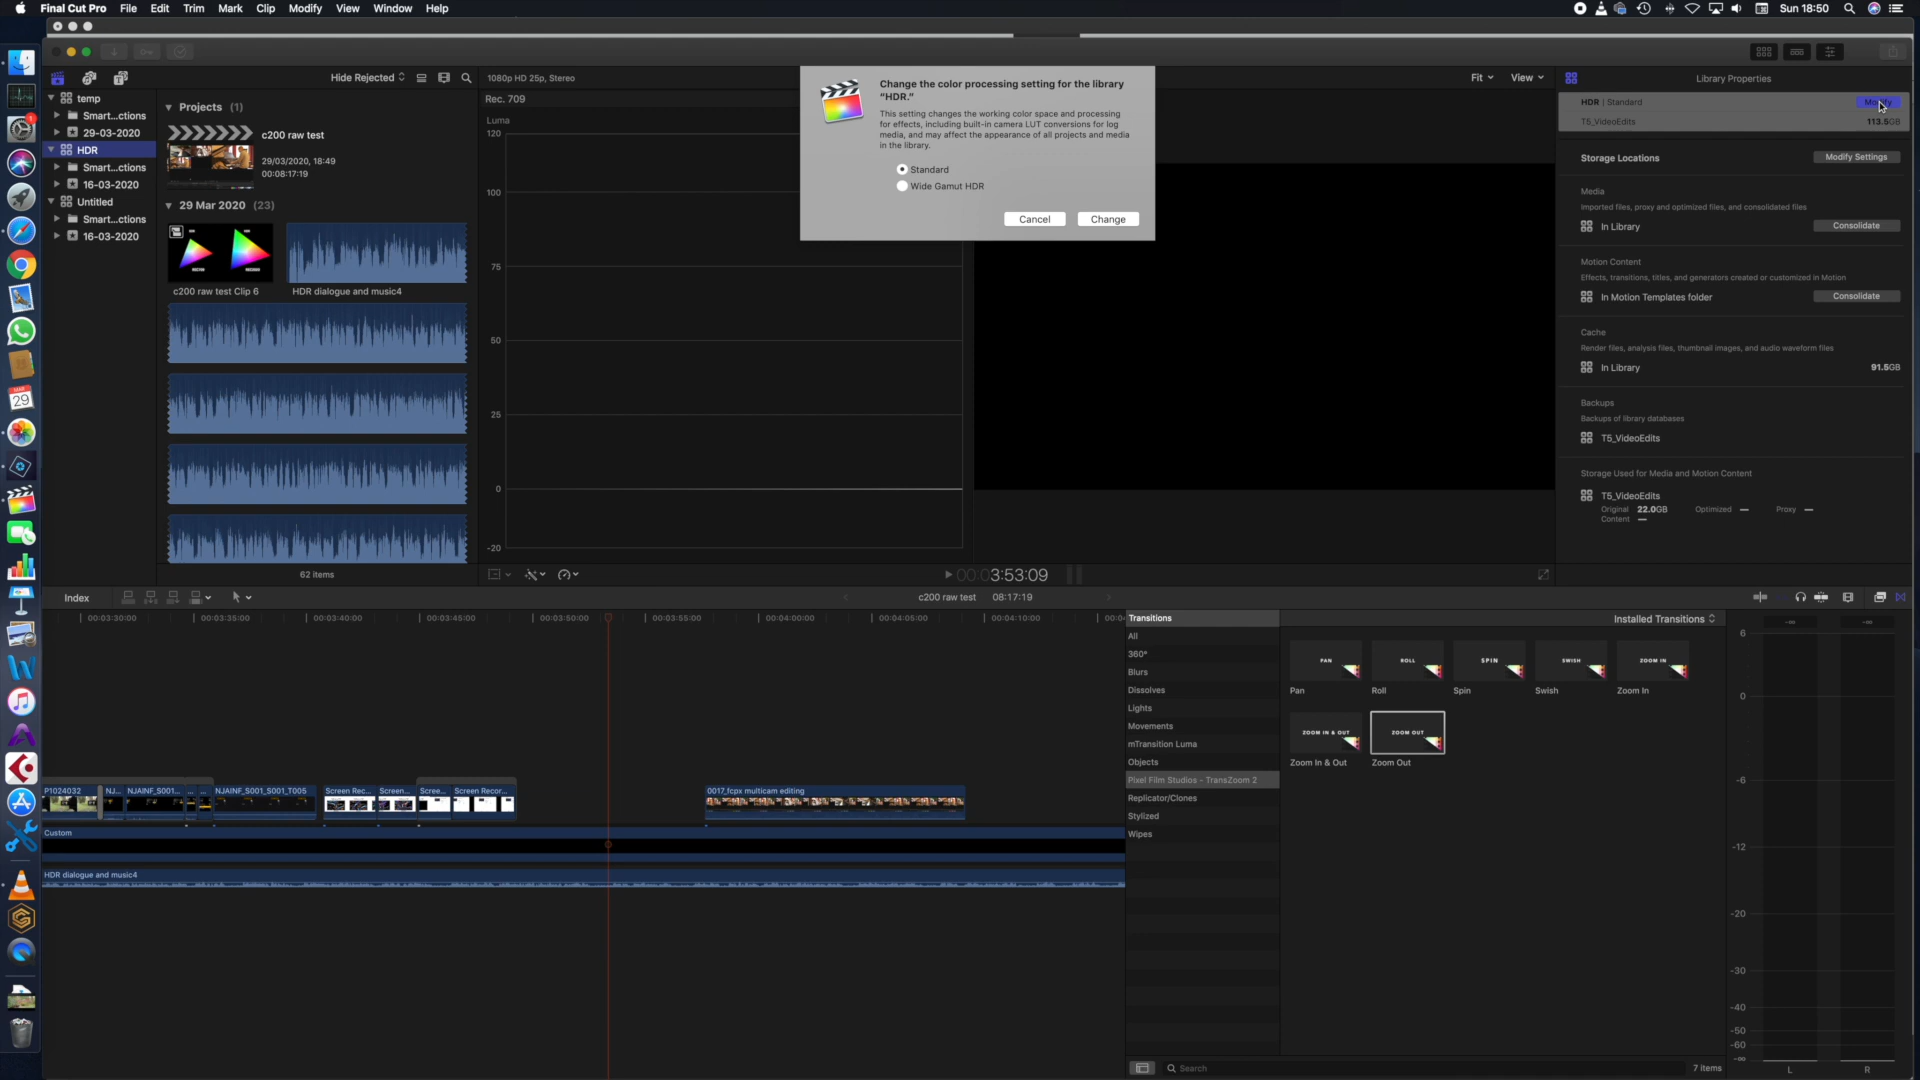 Final Cut Pro File Edit Trim Mark Clip Modify View Window Help
Sun 18:50
Hide Rejected
1080p HD 25p, Stereo
Fit
View
Library Properties
temp
Smart...ctions
29-03-2020
HDR
Smart...ctions
16-03-2020
Untitled
Smart...ctions
16-03-2020
Projects (1)
c200 raw test
29/03/2020, 18:49
00:08:17:19
29 Mar 2020 (23)
c200 raw test Clip 6
HDR dialogue and music4
62 items
Rec. 709
Luma
120
100
75
50
25
0
-20
Change the color processing setting for the library
"HDR."
This setting changes the working color space and processing
for effects, including built-in camera LUT conversions for log
media, and may affect the appearance of all projects and media
in the library.
Standard
Wide Gamut HDR
Cancel
Change
HDR | Standard
Modify
T5_VideoEdits
113.5GB
Storage Locations
Modify Settings
Media
Imported files, proxy and optimized files, and consolidated files
In Library
Consolidate
Motion Content
Effects, transitions, titles, and generators created or customized in Motion
In Motion Templates folder
Consolidate
Cache
Render files, analysis files, thumbnail images, and audio waveform files
In Library
91.5GB
Backups
Backups of library databases
T5_VideoEdits
Storage Used for Media and Motion Content
T5_VideoEdits
Original 22.0GB Optimized — Proxy —
Content —
00:00:3:53:09
Index
c200 raw test 08:17:19
00:03:30:00 00:03:35:00 00:03:40:00 00:03:45:00 00:03:50:00 00:03:55:00 00:04:00:00 00:04:05:00 00:04:10:00 00:0
P1024032 NJ... NJAINF_S001... ... ... NJAINF_S001_S001_T005 Screen Rec... Screen... Scree... Screen Recor... 0017_fcpx multicam editing
Custom
HDR dialogue and music4
Transitions
All
360°
Blurs
Dissolves
Lights
Movements
mTransition Luma
Objects
Pixel Film Studios - TransZoom 2
Replicator/Clones
Stylized
Wipes
Installed Transitions
PAN ROLL SPIN SWISH ZOOM IN
Pan Roll Spin Swish Zoom In
ZOOM IN & OUT ZOOM OUT
Zoom In & Out Zoom Out
Search
7 items
-∞ -∞
6
0
-6
-12
-20
-30
-40
-50
-60
-∞
L R